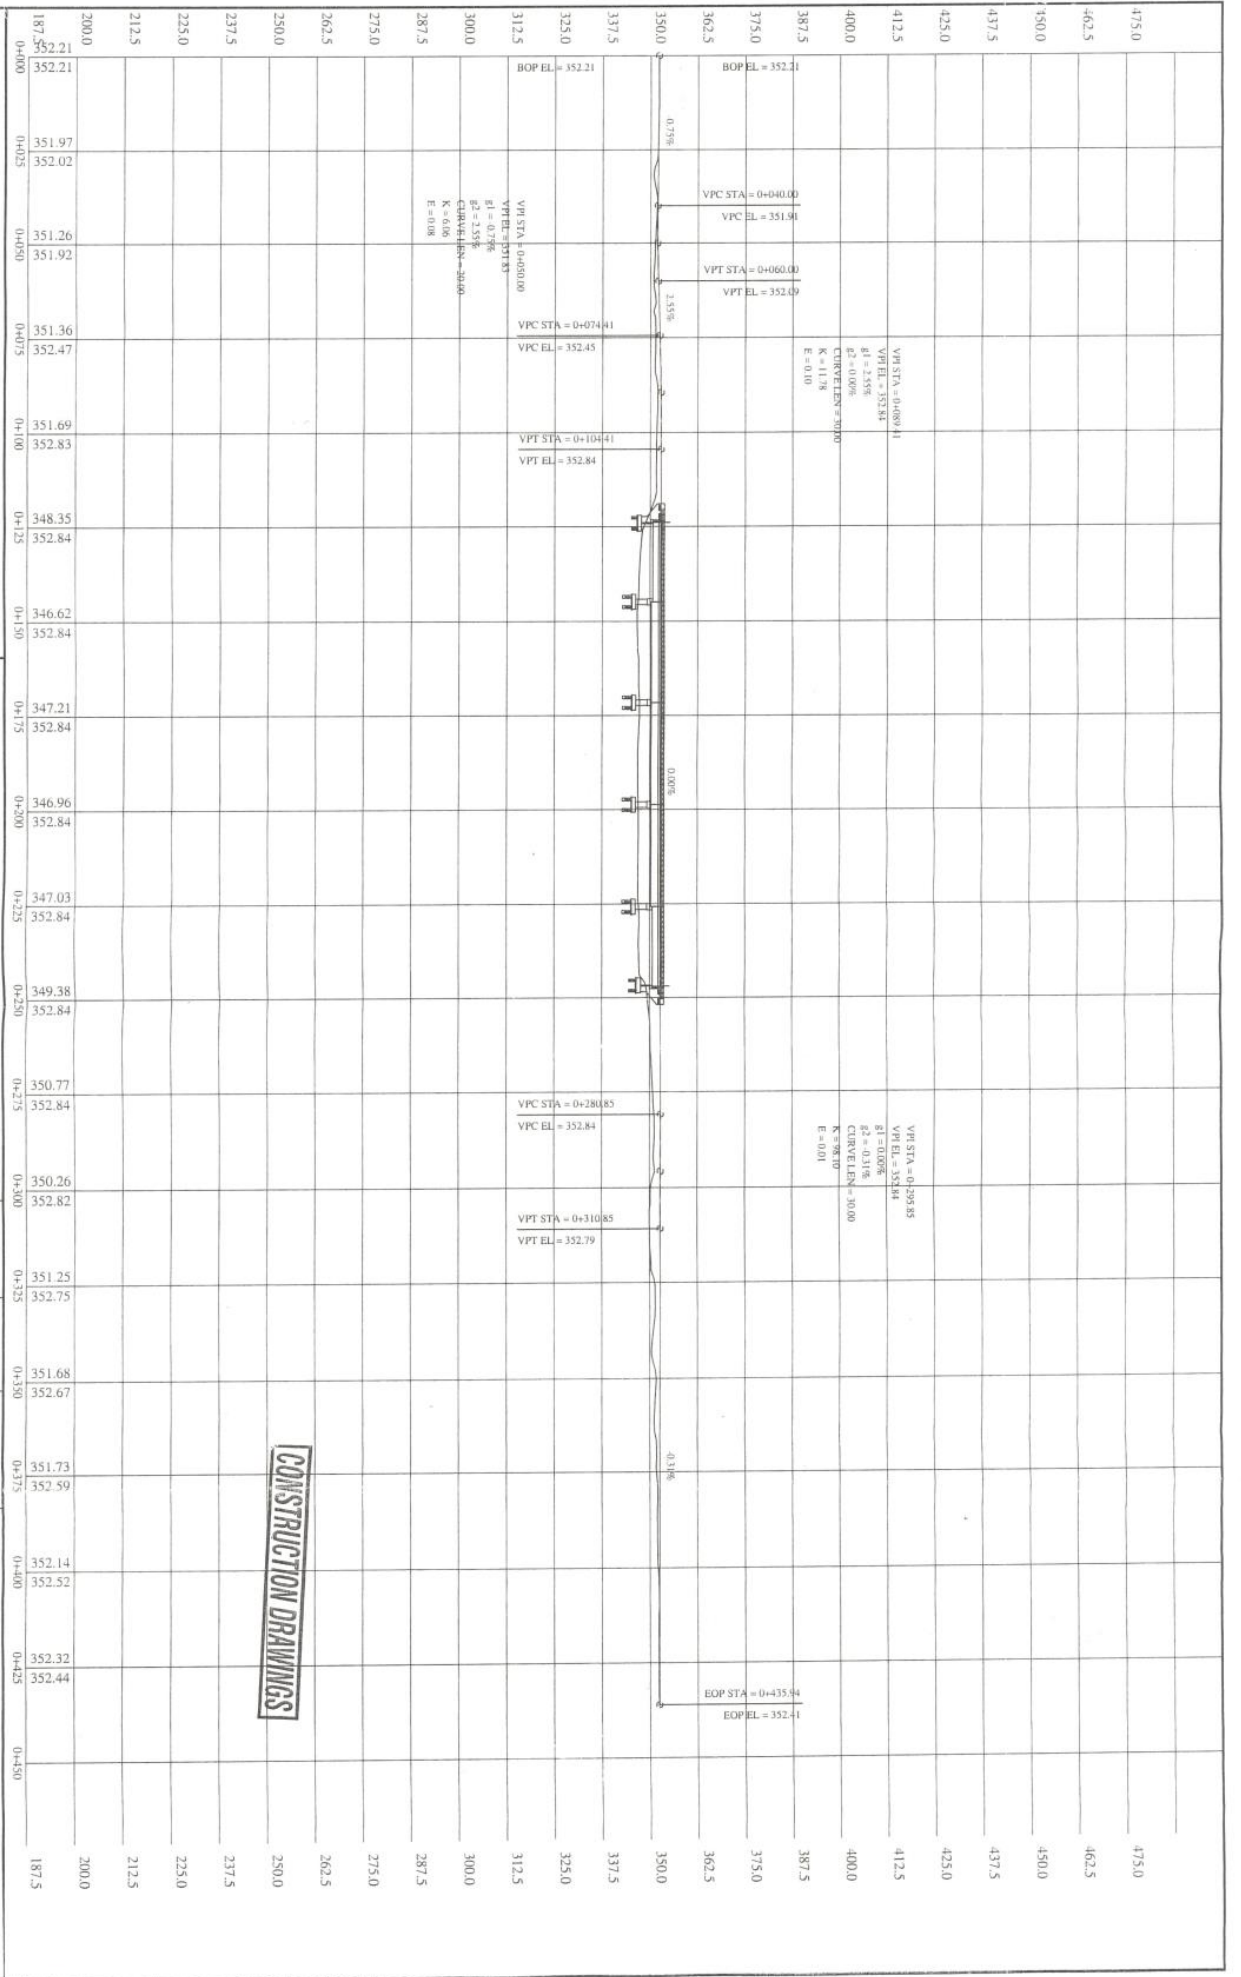 187.5
200.0
212.5
225.0
237.5
250.0
262.5
275.0
287.5
300.0
312.5
325.0
337.5
350.0
362.5
375.0
387.5
400.0
412.5
425.0
437.5
450.0
462.5
475.0
0+000
352.21
352.21
BOP EL = 352.21
BOP EL = 352.21
0.75%
0+025
351.97
352.02
VPC STA = 0+040.00
VPC EL = 351.91
VPI STA = 0+050.00
VPI EL = 351.83
g1 = -0.75%
g2 = 2.55%
CURVE LEN = 20.00
K = 6.06
E = 0.08
0+050
351.26
351.92
VPT STA = 0+060.00
VPT EL = 352.09
2.55%
0+075
351.36
352.47
VPC STA = 0+074.41
VPC EL = 352.45
VPI STA = 0+089.41
VPI EL = 352.84
g1 = 2.55%
g2 = 0.00%
CURVE LEN = 30.00
K = 11.78
E = 0.10
0+100
351.69
352.83
VPT STA = 0+104.41
VPT EL = 352.84
0+125
348.35
352.84
0+150
346.62
352.84
0+175
347.21
352.84
0.00%
0+200
346.96
352.84
0+225
347.03
352.84
0+250
349.38
352.84
0+275
350.77
352.84
VPC STA = 0+280.85
VPC EL = 352.84
VPI STA = 0+295.85
VPI EL = 352.84
g1 = 0.00%
g2 = -0.31%
CURVE LEN = 30.00
K = 98.10
E = 0.01
0+300
350.26
352.82
VPT STA = 0+310.85
VPT EL = 352.79
0+325
351.25
352.75
0+350
351.68
352.67
-0.31%
0+375
351.73
352.59
0+400
352.14
352.52
0+425
352.32
352.44
EOP STA = 0+435.94
EOP EL = 352.41
0+450
CONSTRUCTION DRAWINGS
187.5
200.0
212.5
225.0
237.5
250.0
262.5
275.0
287.5
300.0
312.5
325.0
337.5
350.0
362.5
375.0
387.5
400.0
412.5
425.0
437.5
450.0
462.5
475.0